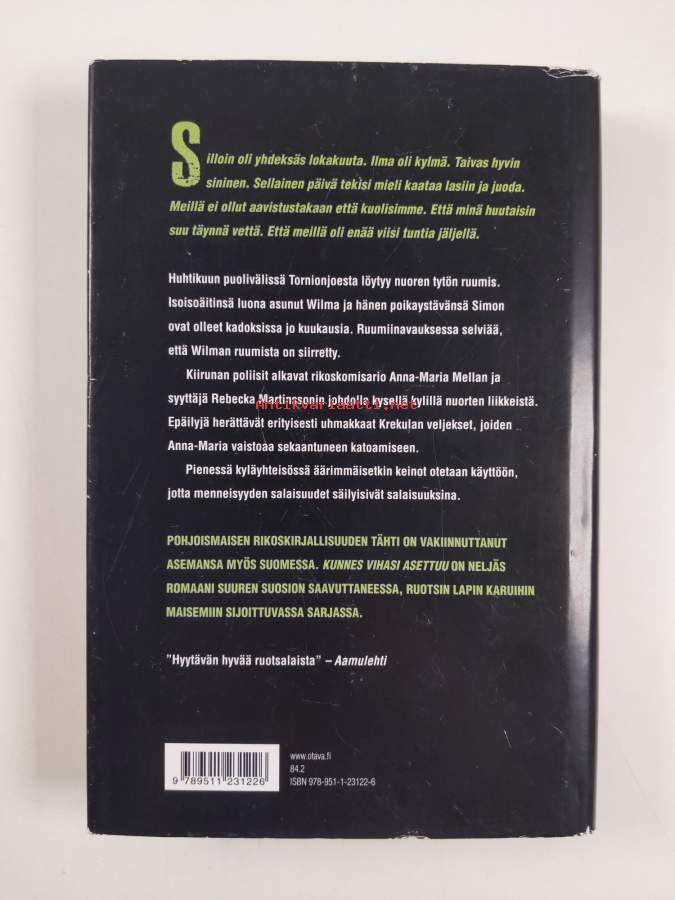 Silloin oli yhdeksäs lokakuuta. Ilma oli kylmä. Taivas hyvin
sininen. Sellainen päivä tekisi mieli kaataa lasiin ja juoda.
Meillä ei ollut aavistustakaan että kuolisimme. Että minä huutaisin
suu täynnä vettä. Että meillä oli enää viisi tuntia jäljellä.
Huhtikuun puolivälissä Tornionjoesta löytyy nuoren tytön ruumis.
Isoisoäitinsä luona asunut Wilma ja hänen poikaystävänsä Simon
ovat olleet kadoksissa jo kuukausia. Ruumiinavauksessa selviää,
että Wilman ruumista on siirretty.
Kiirunan poliisit alkavat rikoskomisario Anna-Maria Mellan ja
syyttäjä Rebecka Martinssonin johdolla kysellä kylillä nuorten liikkeistä.
Antikvariaatti.net
Epäilyjä herättävät erityisesti uhmakkaat Krekulan veljekset, joiden
Anna-Maria vaistoaa sekaantuneen katoamiseen.
Pienessä kyläyhteisössä äärimmäisetkin keinot otetaan käyttöön,
jotta menneisyyden salaisuudet säilyisivät salaisuuksina.
POHJOISMAISEN RIKOSKIRJALLISUUDEN TÄHTI ON VAKIINNUTTANUT
ASEMANSA MYÖS SUOMESSA. KUNNES VIHASI ASETTUU ON NELJÄS
ROMAANI SUUREN SUOSION SAAVUTTANEESSA, RUOTSIN LAPIN KARUIHIN
MAISEMIIN SIJOITTUVASSA SARJASSA.
"Hyytävän hyvää ruotsalaista" – Aamulehti
www.otava.fi
84.2
ISBN 978-951-1-23122-6
9 789511 231226